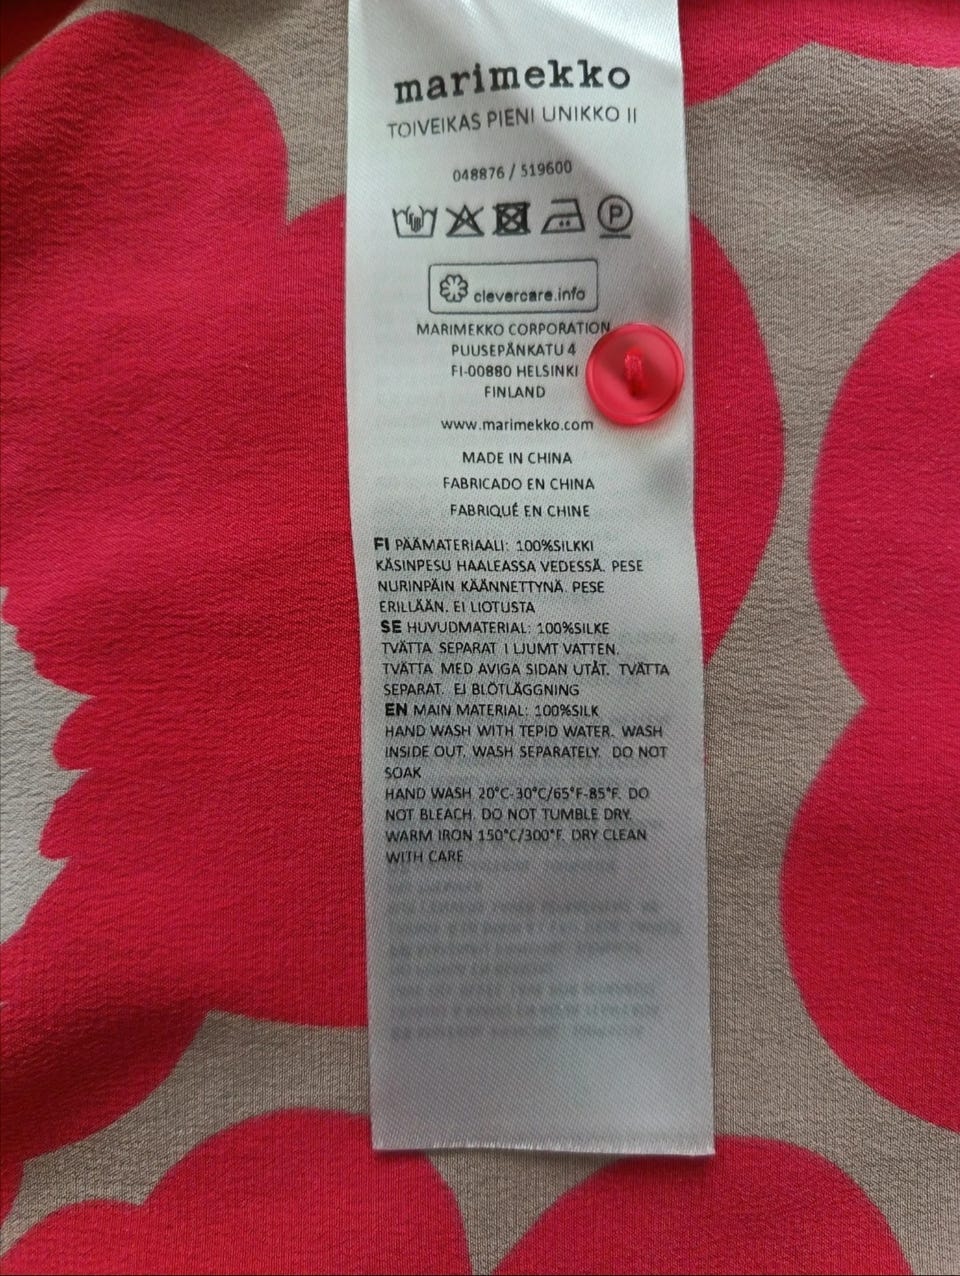 marimekko
TOIVEIKAS PIENI UNIKKO II
048876 / 519600
P
clevercare.info
MARIMEKKO CORPORATION
PUUSEPÄNKATU 4
FI-00880 HELSINKI
FINLAND
www.marimekko.com
MADE IN CHINA
FABRICADO EN CHINA
FABRIQUÉ EN CHINE
FI PÄÄMATERIAALI: 100%SILKKI
KÄSINPESU HAALEASSA VEDESSÄ. PESE
NURINPÄIN KÄÄNNETTYNÄ. PESE
ERILLÄÄN. EI LIOTUSTA
SE HUVUDMATERIAL: 100%SILKE
TVÄTTA SEPARAT I LJUMT VATTEN.
TVÄTTA MED AVIGA SIDAN UTÅT. TVÄTTA
SEPARAT. EJ BLÖTLÄGGNING
EN MAIN MATERIAL: 100%SILK
HAND WASH WITH TEPID WATER. WASH
INSIDE OUT. WASH SEPARATELY. DO NOT
SOAK
HAND WASH 20°C-30°C/65°F-85°F. DO
NOT BLEACH. DO NOT TUMBLE DRY.
WARM IRON 150°C/300°F. DRY CLEAN
WITH CARE